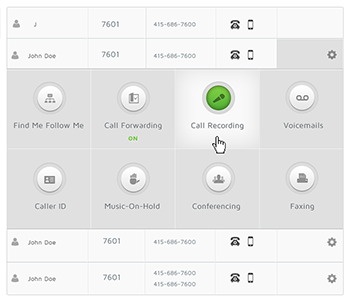 J 7601 415-686-7600
John Doe 7601 415-686-7600
Find Me Follow Me Call Forwarding Call Recording Voicemails
ON
Caller ID Music-On-Hold Conferencing Faxing
John Doe 7601 415-686-7600
John Doe 7601 415-686-7600
415-686-7600